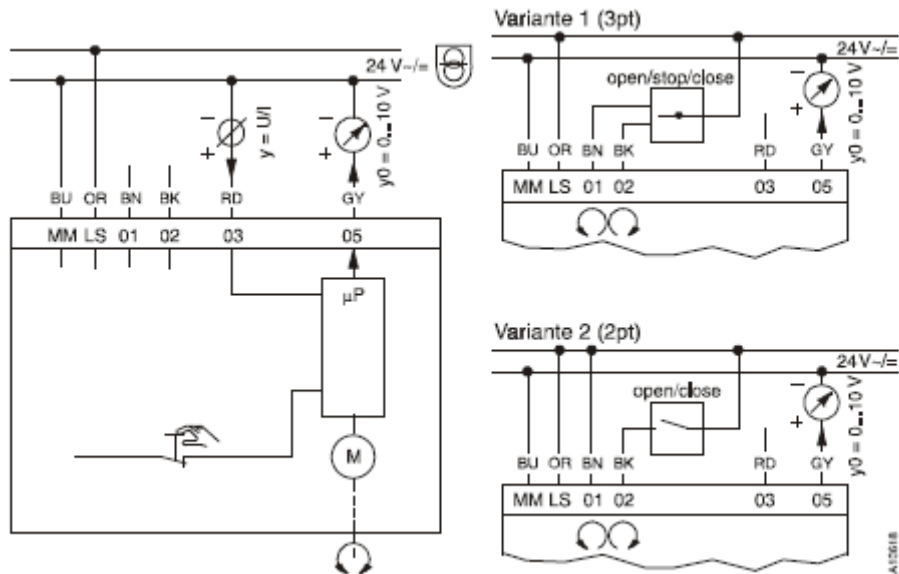 24 V~/=
y = U/I
y0 = 0...10 V
− + − +
BU OR BN BK RD GY
MM LS 01 02 03 05
µP
M
Variante 1 (3pt)
24 V~/=
open/stop/close
− +
y0 = 0...10 V
BU OR BN BK RD GY
MM LS 01 02 03 05
Variante 2 (2pt)
24 V~/=
open/close
− +
y0 = 0...10 V
BU OR BN BK RD GY
MM LS 01 02 03 05
A10618